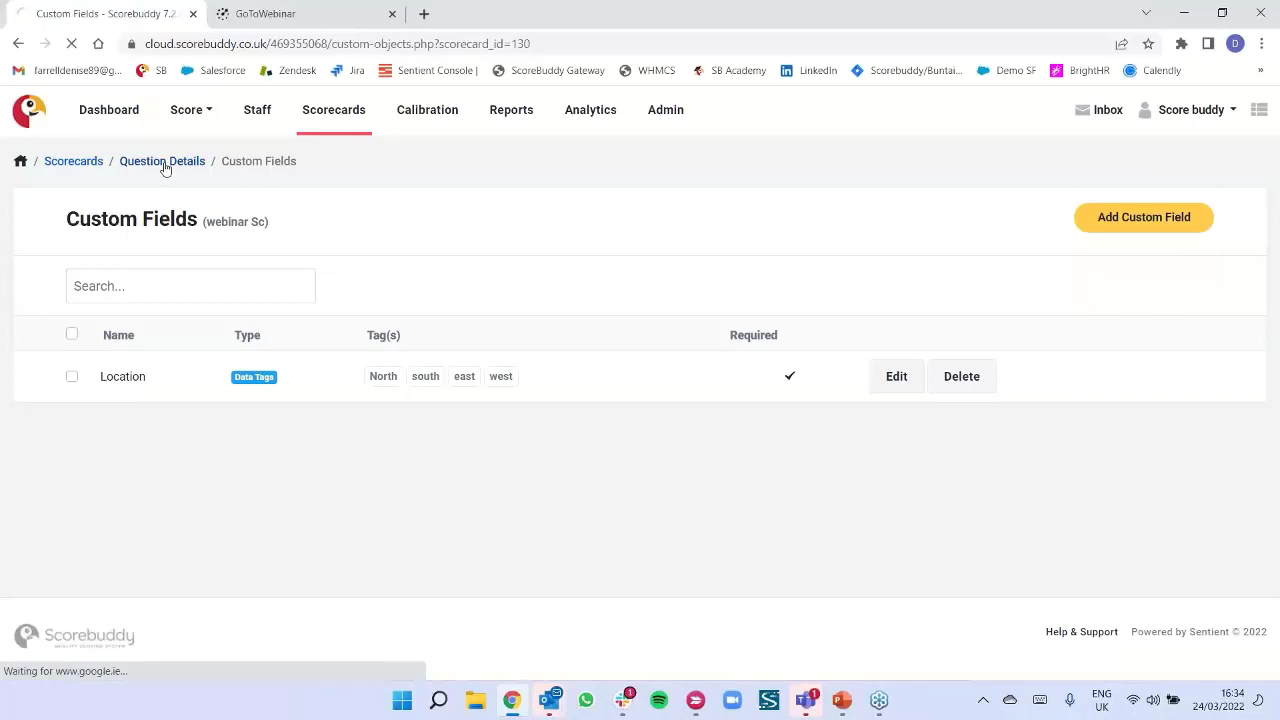 Custom Fields - Scorebuddy 7.2.
GoToWebinar
cloud.scorebuddy.co.uk/469355068/custom-objects.php?scorecard_id=130
D
farrelldenise89@g...
SB
Salesforce
Zendesk
Jira
Sentient Console |
ScoreBuddy Gateway
WHMCS
SB Academy
LinkedIn
Scorebuddy/Buntai...
Demo SF
BrightHR
Calendly
»
Dashboard
Score
Staff
Scorecards
Calibration
Reports
Analytics
Admin
Inbox
Score buddy
/ Scorecards / Question Details / Custom Fields
Custom Fields (webinar Sc)
Add Custom Field
Search...
Name Type Tag(s) Required
Location Data Tags North south east west Edit Delete
Scorebuddy
Help & Support Powered by Sentient © 2022
Waiting for www.google.ie...
1
1
ENG
UK
16:34
24/03/2022